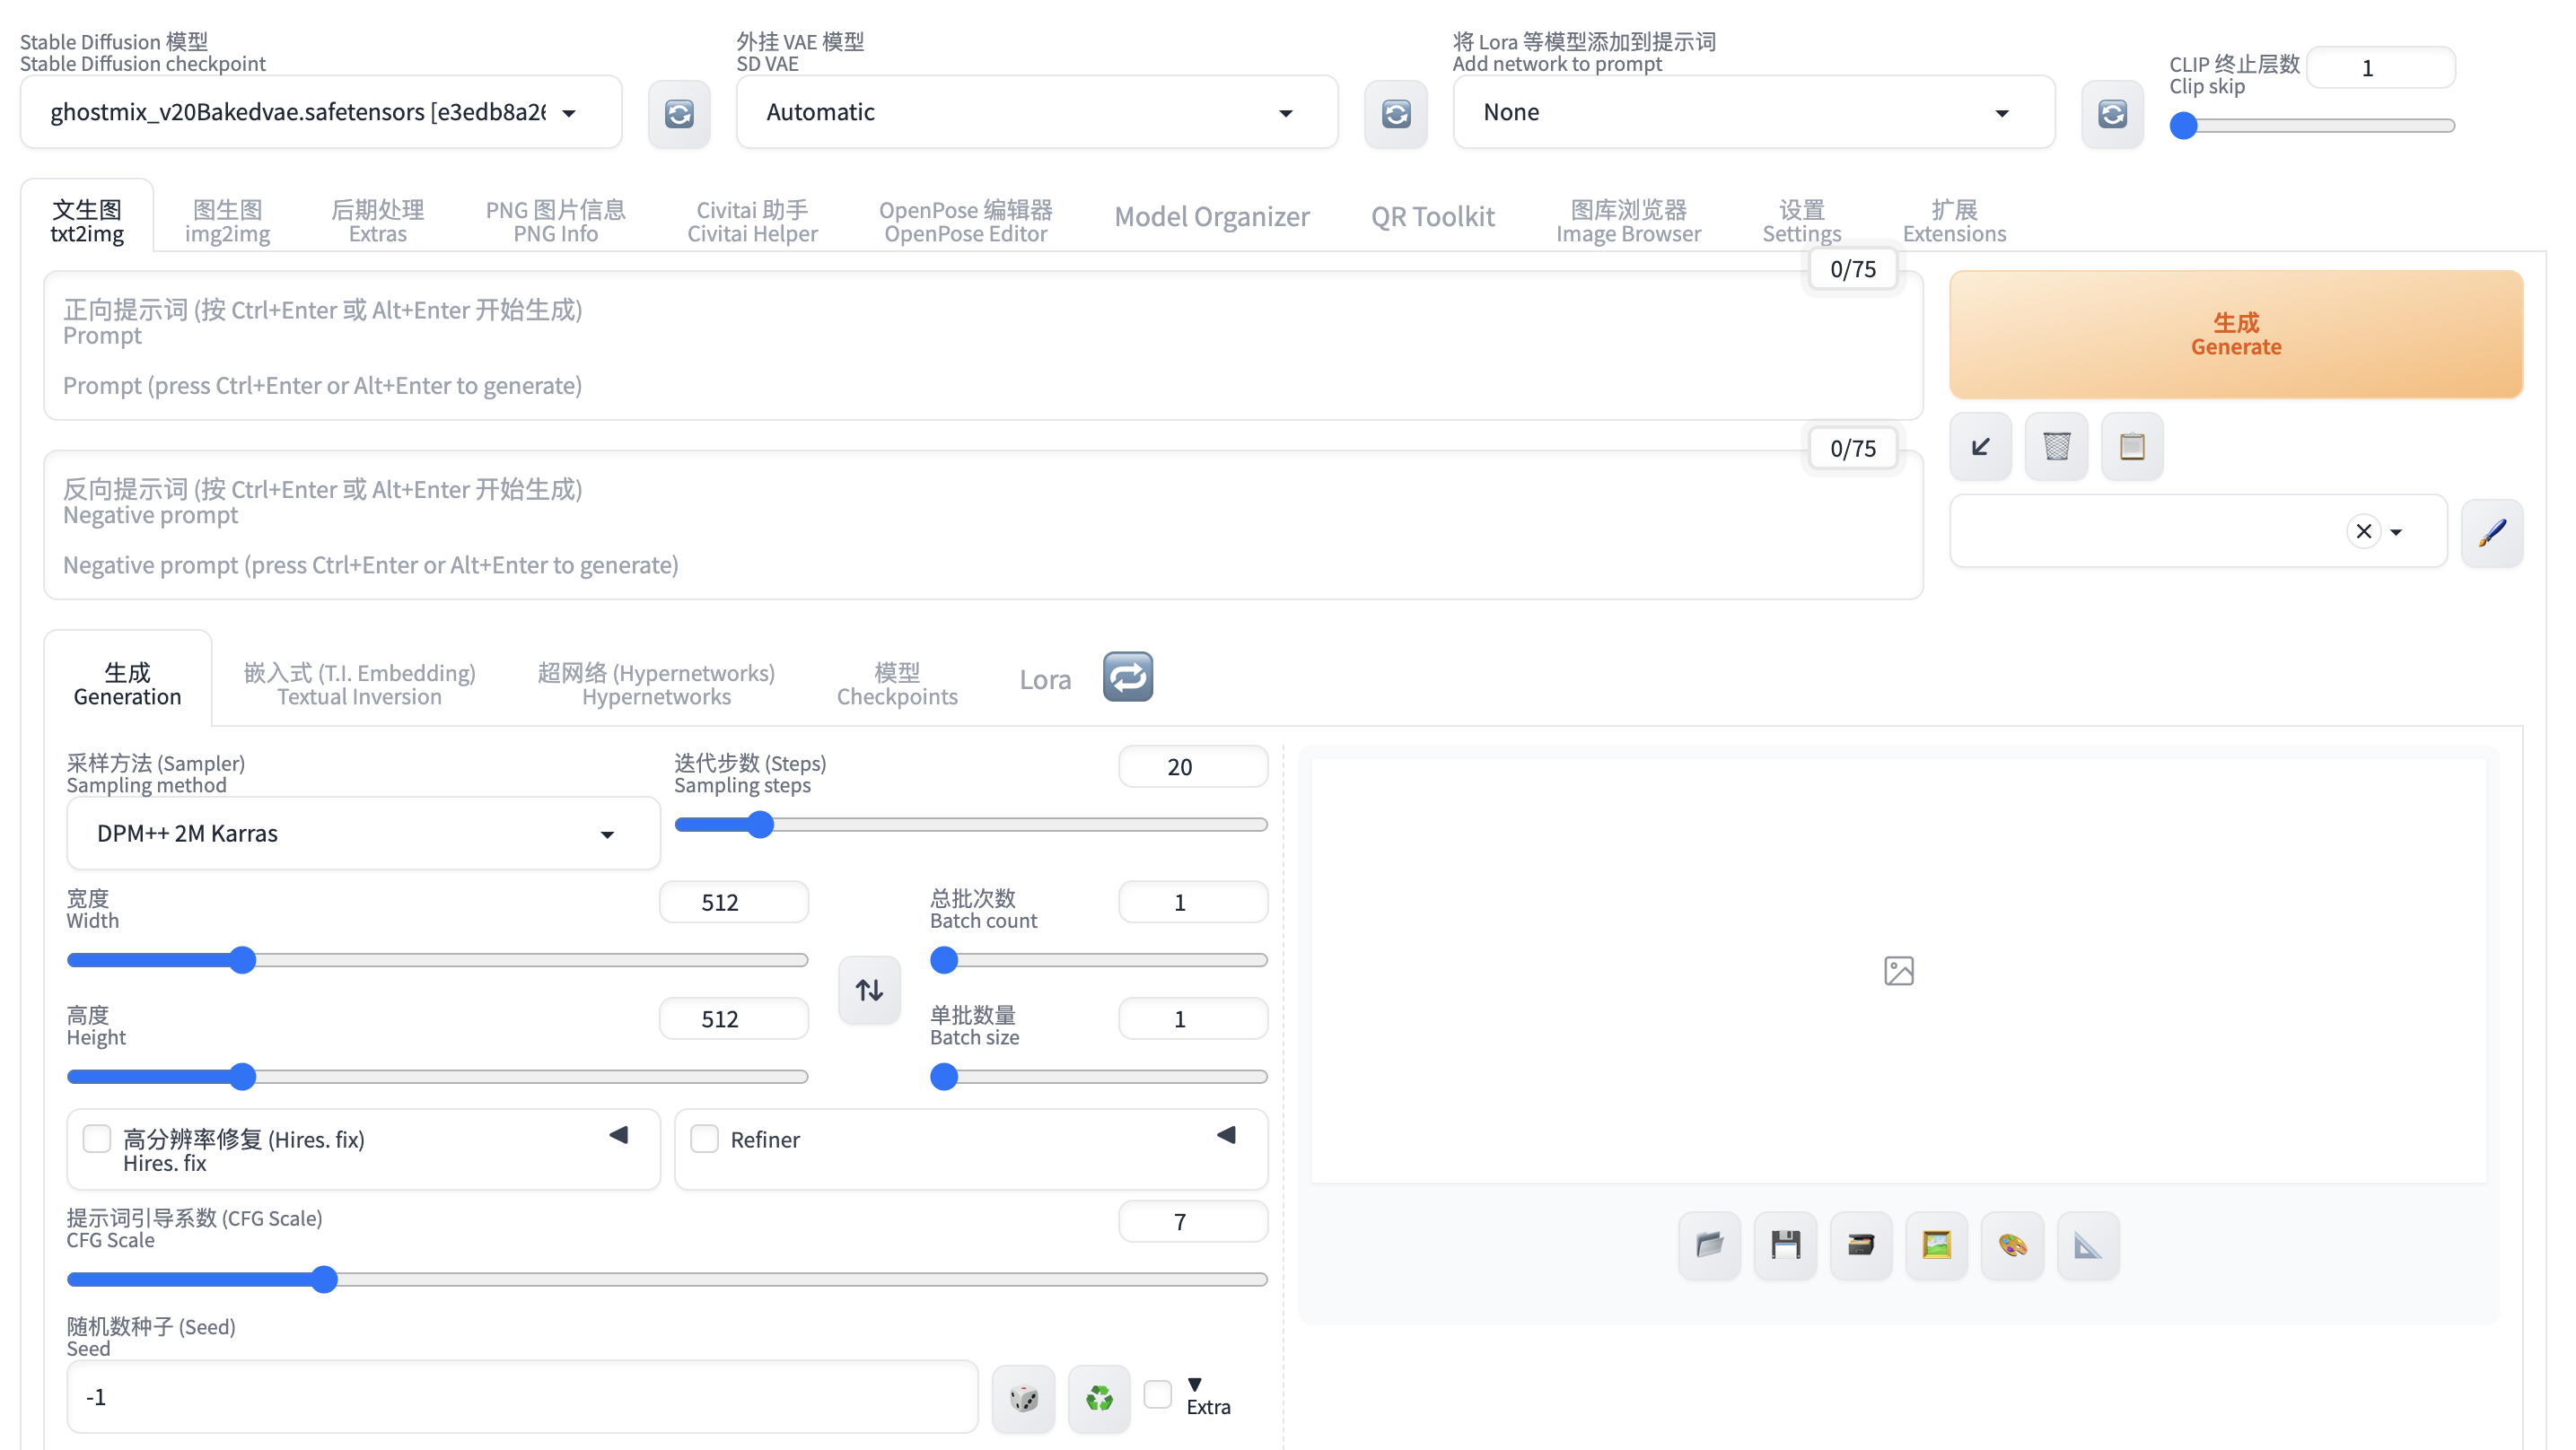 Stable Diffusion 模型
Stable Diffusion checkpoint
ghostmix_v20Bakedvae.safetensors [e3edb8a26
外挂 VAE 模型
SD VAE
Automatic
将 Lora 等模型添加到提示词
Add network to prompt
None
CLIP 终止层数
Clip skip
1
文生图
txt2img
图生图
img2img
后期处理
Extras
PNG 图片信息
PNG Info
Civitai 助手
Civitai Helper
OpenPose 编辑器
OpenPose Editor
Model Organizer
QR Toolkit
图库浏览器
Image Browser
设置
Settings
扩展
Extensions
0/75
正向提示词 (按 Ctrl+Enter 或 Alt+Enter 开始生成)
Prompt
Prompt (press Ctrl+Enter or Alt+Enter to generate)
生成
Generate
0/75
反向提示词 (按 Ctrl+Enter 或 Alt+Enter 开始生成)
Negative prompt
Negative prompt (press Ctrl+Enter or Alt+Enter to generate)
生成
Generation
嵌入式 (T.I. Embedding)
Textual Inversion
超网络 (Hypernetworks)
Hypernetworks
模型
Checkpoints
Lora
采样方法 (Sampler)
Sampling method
DPM++ 2M Karras
迭代步数 (Steps)
Sampling steps
20
宽度
Width
512
总批次数
Batch count
1
高度
Height
512
单批数量
Batch size
1
高分辨率修复 (Hires. fix)
Hires. fix
Refiner
提示词引导系数 (CFG Scale)
CFG Scale
7
随机数种子 (Seed)
Seed
-1
Extra